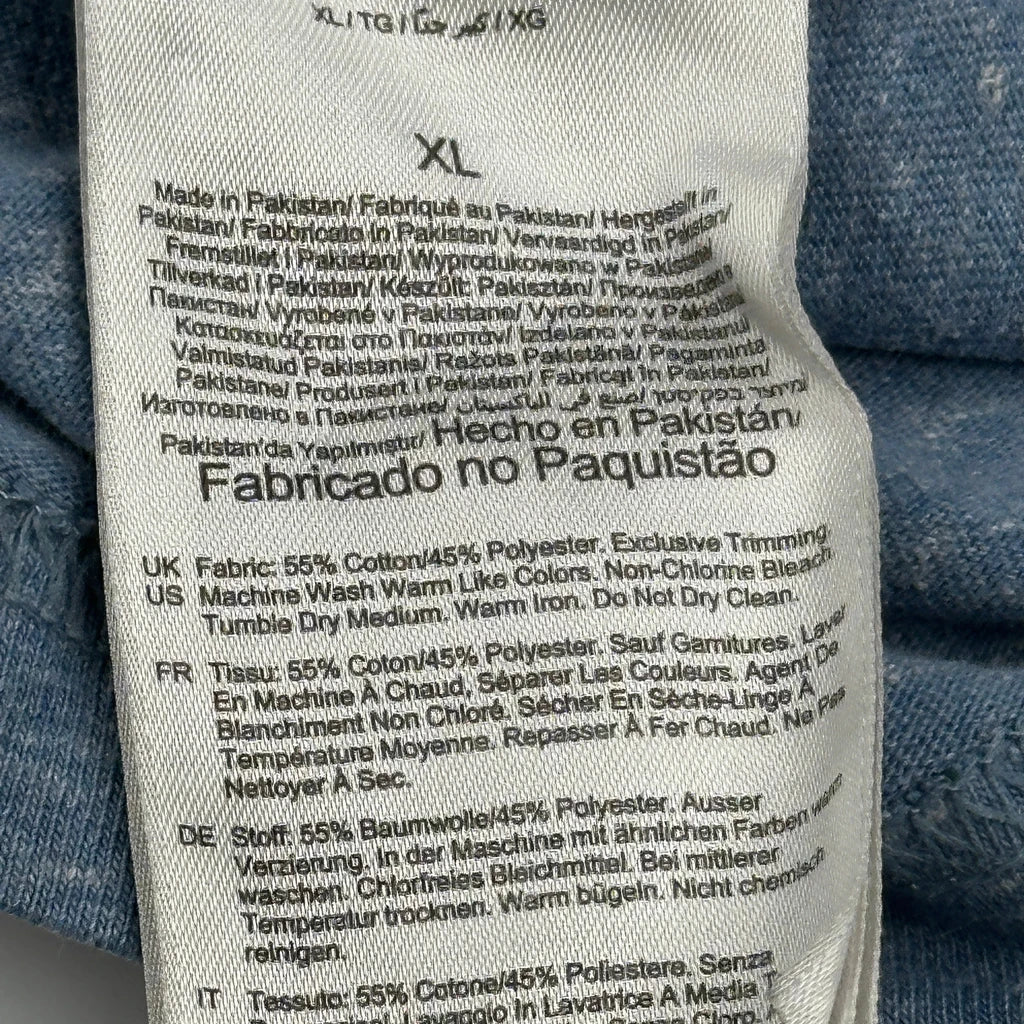 XL / TG / كبير جدًا / XG
XL
Made in Pakistan/ Fabriqué au Pakistan/ Hergestellt in
Pakistan/ Fabbricato in Pakistan/ Vervaardigd in Pakistan/
Fremstillet i Pakistan/ Wyprodukowano w Pakistanie/
Tillverkad i Pakistan/ Készült: Pakisztán/ Произведено в
Пакистан/ Vyrobené v Pakistane/ Vyrobeno v Pákistánu/
Κατασκευάζεται στο Πακιστάν/ Izdelano v Pakistanu/
Valmistatud Pakistanis/ Ražots Pakistānā/ Pagaminta
Pakistane/ Produsert i Pakistan/ Fabricat în Pakistan/
Изготовлено в Пакистане/ صنع في الباكستان/ מיוצר בפקיסטן/
Pakistan'da Yapılmıştır/ Hecho en Pakistán/
Fabricado no Paquistão
UK Fabric: 55% Cotton/45% Polyester. Exclusive Trimming.
US Machine Wash Warm Like Colors. Non-Chlorine Bleach.
Tumble Dry Medium. Warm Iron. Do Not Dry Clean.
FR Tissu: 55% Coton/45% Polyester. Sauf Garnitures. Laver
En Machine À Chaud, Séparer Les Couleurs. Agent De
Blanchiment Non Chloré. Sécher En Sèche-Linge À
Température Moyenne. Repasser À Fer Chaud. Ne Pas
Nettoyer À Sec.
DE Stoff: 55% Baumwolle/45% Polyester. Ausser
Verzierung. In der Maschine mit ähnlichen Farben warm
waschen. Chlorfreies Bleichmittel. Bei mittlerer
Temperatur trocknen. Warm bügeln. Nicht chemisch
reinigen.
IT Tessuto: 55% Cotone/45% Poliestere. Senza
Lavaggio In Lavatrice A Media T